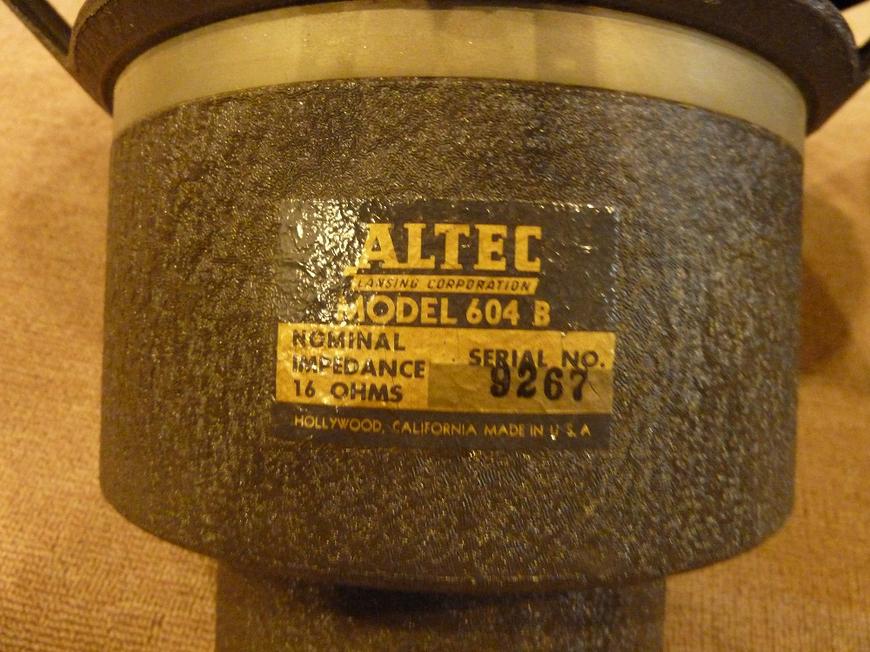 ALTEC
LANSING CORPORATION
MODEL 604 B
NOMINAL
IMPEDANCE
16 OHMS
SERIAL NO.
9267
HOLLYWOOD, CALIFORNIA MADE IN U S A